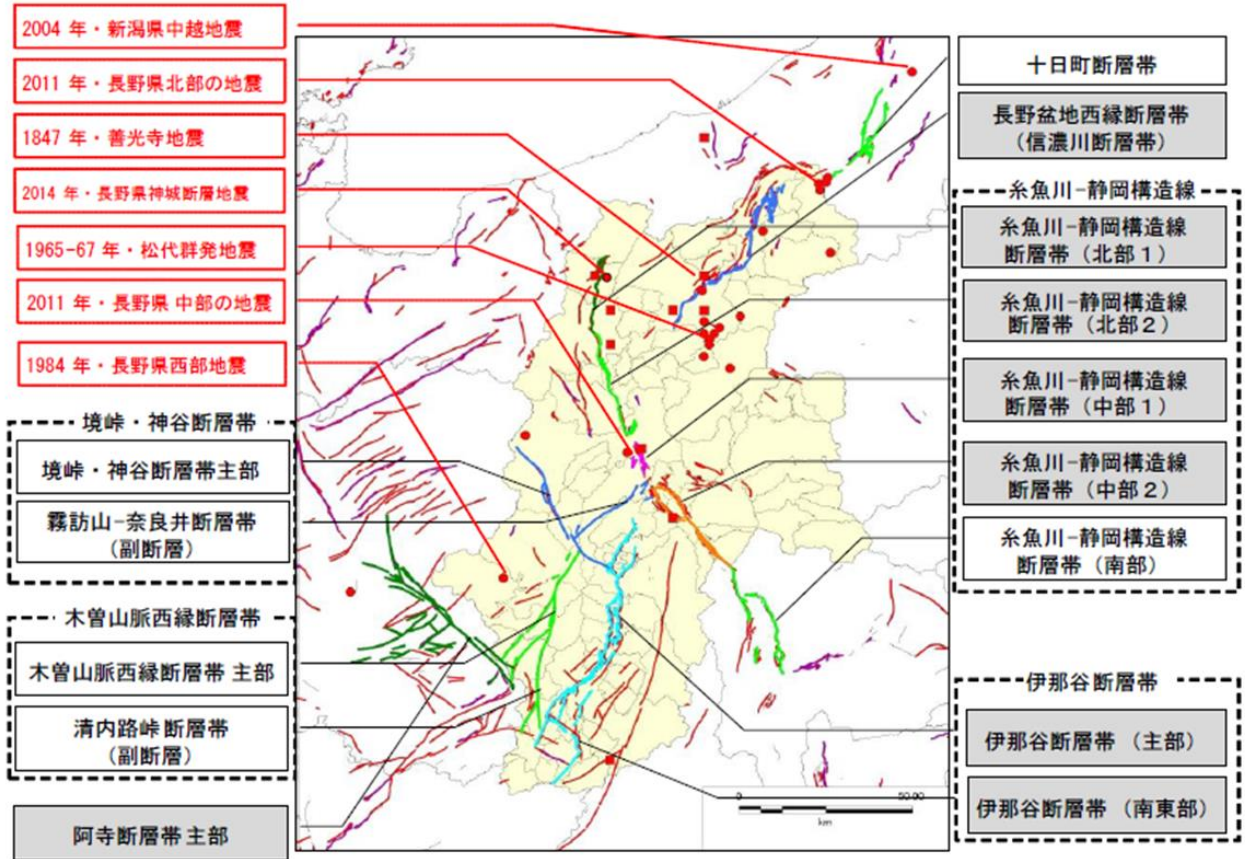 2004 年・新潟県中越地震
2011 年・長野県北部の地震
1847 年・善光寺地震
2014 年・長野県神城断層地震
1965-67 年・松代群発地震
2011 年・長野県 中部の地震
1984 年・長野県西部地震
境峠・神谷断層帯
境峠・神谷断層帯主部
霧訪山-奈良井断層帯
(副断層)
木曽山脈西縁断層帯
木曽山脈西縁断層帯 主部
清内路峠断層帯
(副断層)
阿寺断層帯主部
十日町断層帯
長野盆地西縁断層帯
(信濃川断層帯)
糸魚川-静岡構造線
糸魚川-静岡構造線
断層帯（北部１）
糸魚川-静岡構造線
断層帯（北部２）
糸魚川-静岡構造線
断層帯（中部１）
糸魚川-静岡構造線
断層帯（中部２）
糸魚川-静岡構造線
断層帯（南部）
伊那谷断層帯
伊那谷断層帯 （主部）
伊那谷断層帯 （南東部）
0 50.00
km